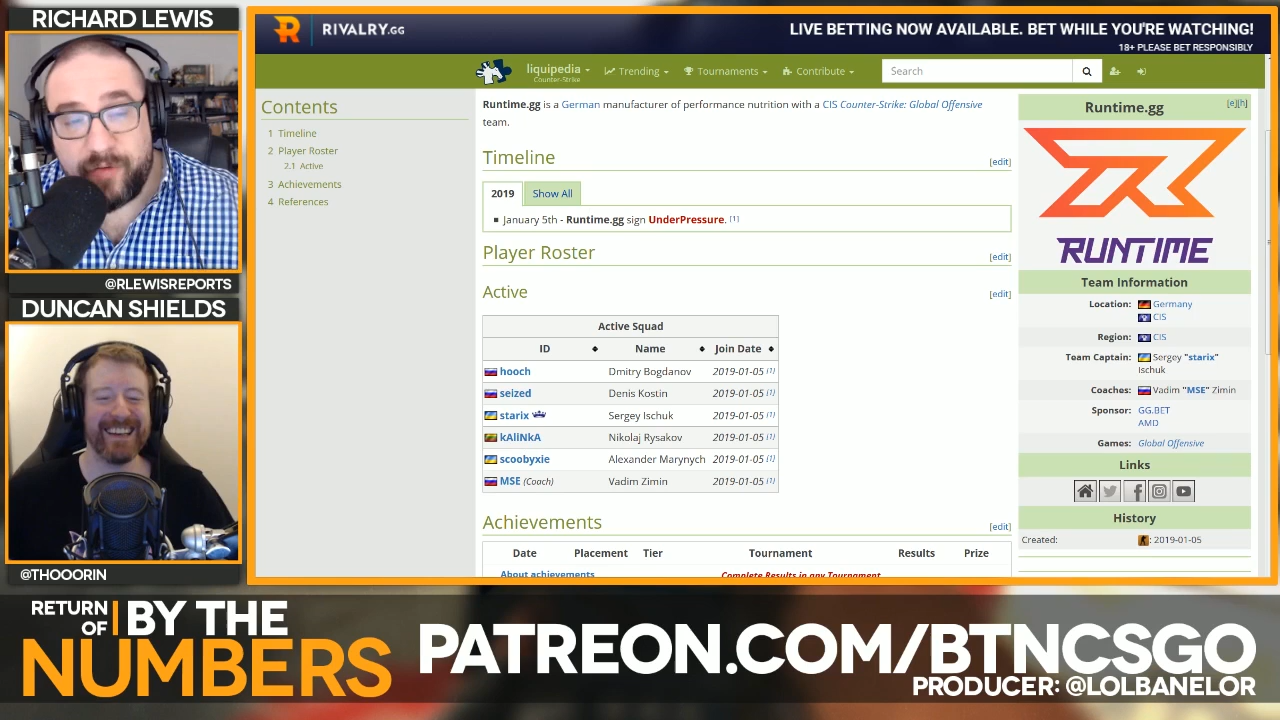 RICHARD LEWIS
@RLEWISREPORTS
DUNCAN SHIELDS
@THOOORIN
RIVALRY.GG
LIVE BETTING NOW AVAILABLE. BET WHILE YOU'RE WATCHING!
18+ PLEASE BET RESPONSIBLY
liquipedia
Counter-Strike
Trending
Tournaments
Contribute
Search
Contents
1 Timeline
2 Player Roster
2.1 Active
3 Achievements
4 References
Runtime.gg is a German manufacturer of performance nutrition with a CIS Counter-Strike: Global Offensive
team.
Timeline
[edit]
2019 Show All
January 5th - Runtime.gg sign UnderPressure. [1]
Player Roster
[edit]
Active
[edit]
Active Squad
ID Name Join Date
hooch Dmitry Bogdanov 2019-01-05 [1]
seized Denis Kostin 2019-01-05 [1]
starix Sergey Ischuk 2019-01-05 [1]
kAliNkA Nikolaj Rysakov 2019-01-05 [1]
scoobyxie Alexander Marynych 2019-01-05 [1]
MSE (Coach) Vadim Zimin 2019-01-05 [1]
Achievements
[edit]
Date Placement Tier Tournament Results Prize
About achievements Complete Results in any Tournament
Runtime.gg
[e][h]
RUNTIME
Team Information
Location: Germany
CIS
Region: CIS
Team Captain: Sergey "starix"
Ischuk
Coaches: Vadim "MSE" Zimin
Sponsor: GG.BET
AMD
Games: Global Offensive
Links
History
Created: : 2019-01-05
RETURN
OF
BY THE
NUMBERS
PATREON.COM/BTNCSGO
PRODUCER: @LOLBANELOR